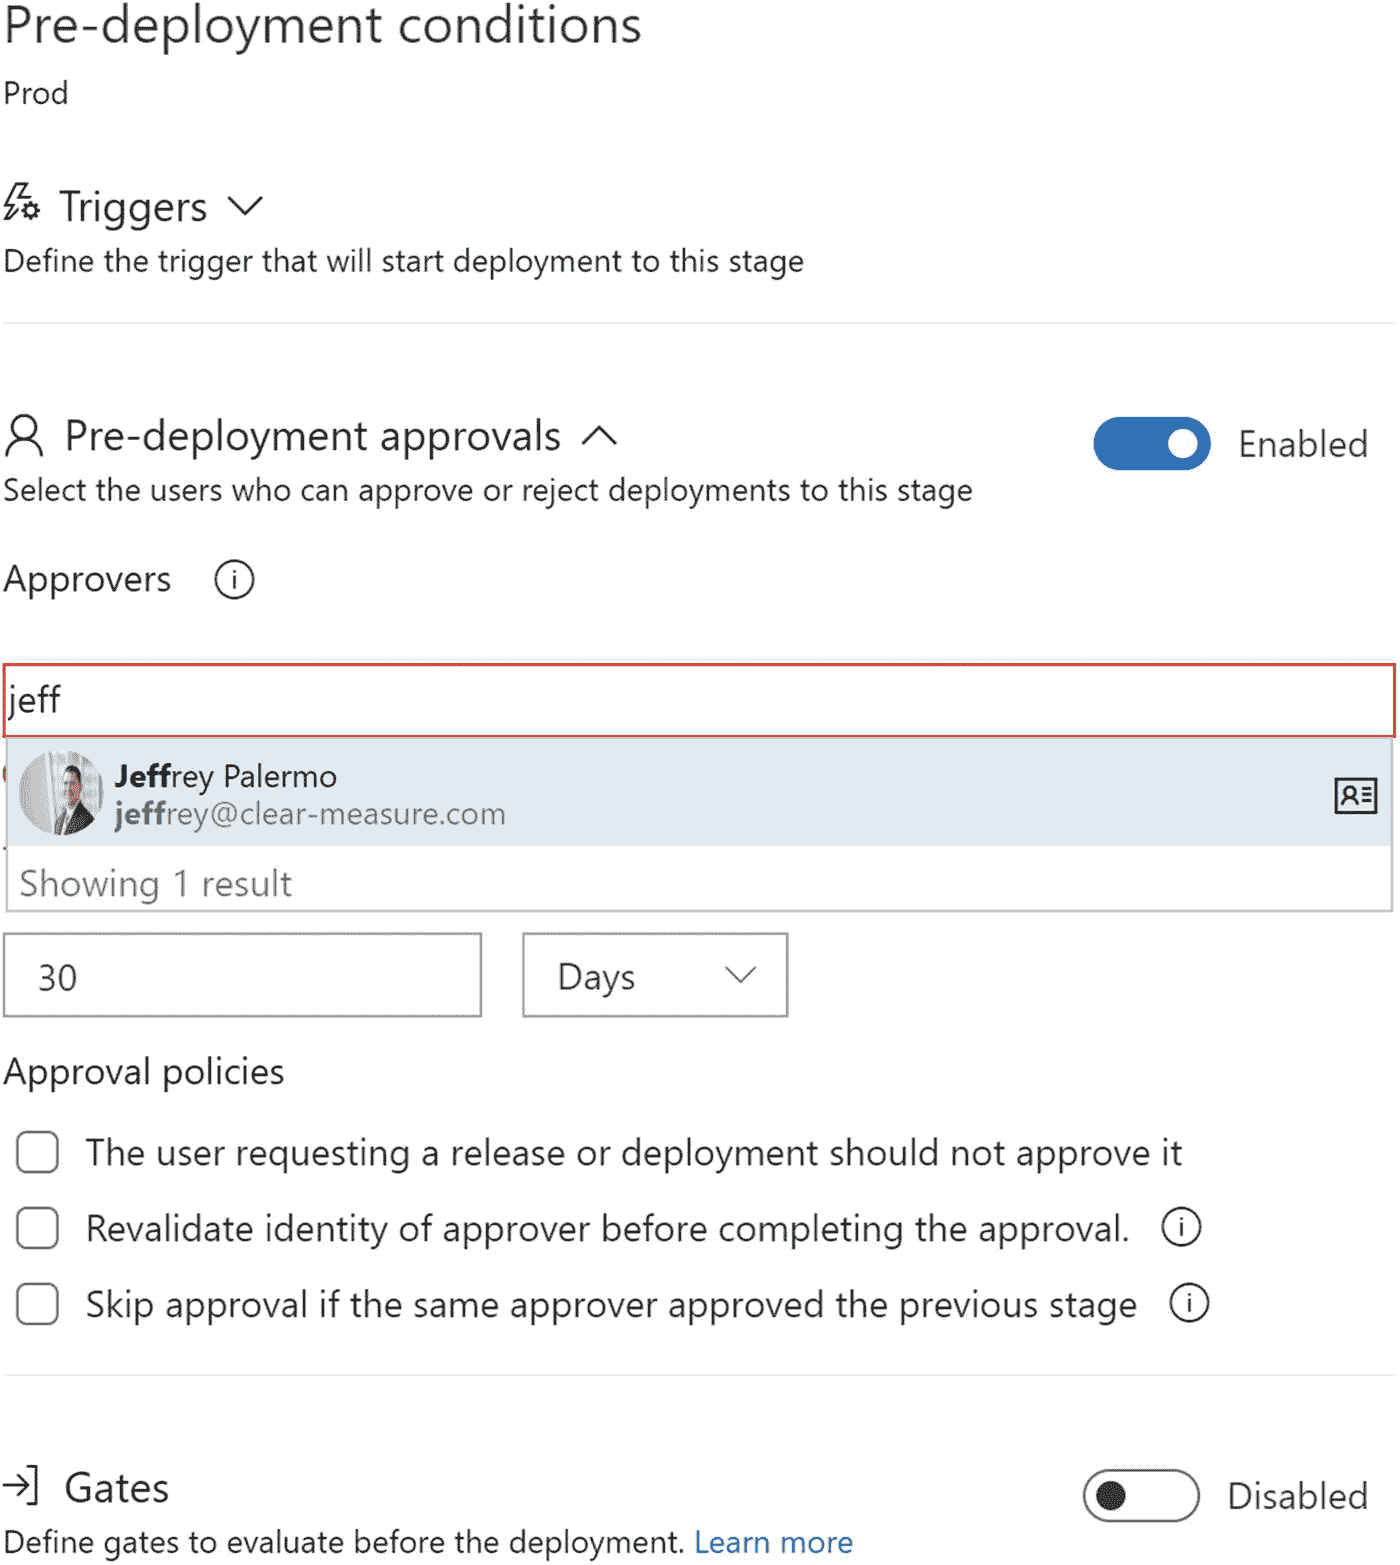 Pre-deployment conditions
Prod
Triggers
Define the trigger that will start deployment to this stage
Pre-deployment approvals
Enabled
Select the users who can approve or reject deployments to this stage
Approvers
jeff
Jeffrey Palermo
jeffrey@clear-measure.com
Showing 1 result
30
Days
Approval policies
The user requesting a release or deployment should not approve it
Revalidate identity of approver before completing the approval.
Skip approval if the same approver approved the previous stage
Gates
Disabled
Define gates to evaluate before the deployment. Learn more